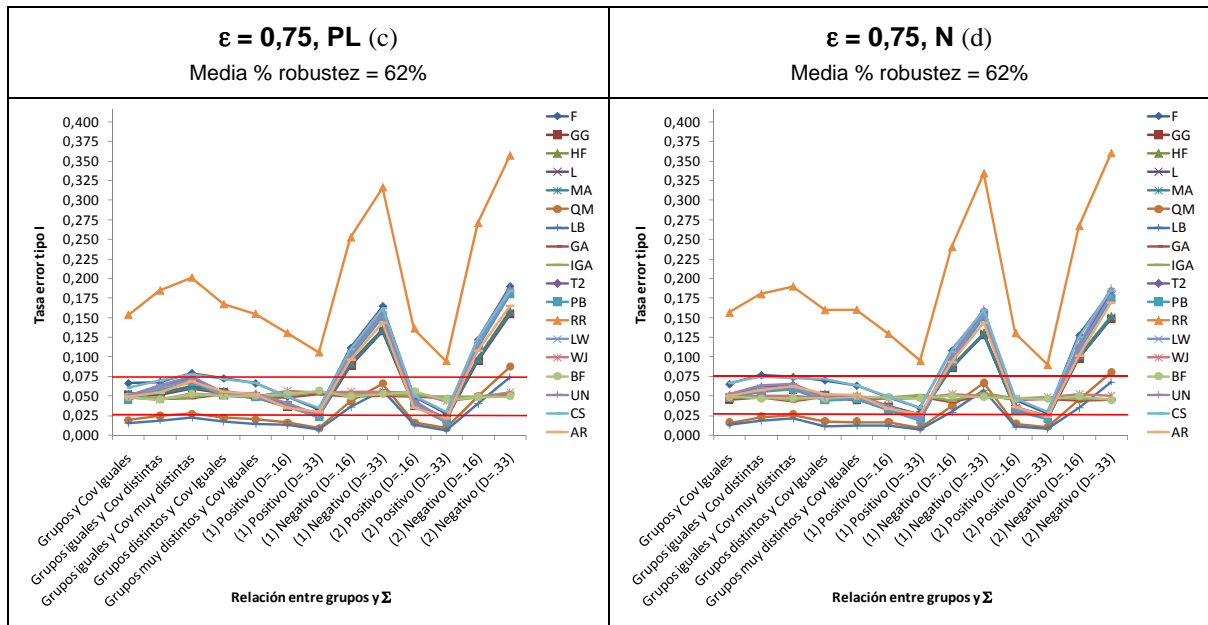 ε = 0,75, PL (c)
Media % robustez = 62%
Tasa error tipo I
0,400
0,375
0,350
0,325
0,300
0,275
0,250
0,225
0,200
0,175
0,150
0,125
0,100
0,075
0,050
0,025
0,000
Grupos y Cov Iguales
Grupos iguales y Cov distintas
Grupos iguales y Cov muy distintas
Grupos distintos y Cov Iguales
Grupos muy distintos y Cov Iguales
(1) Positivo (D=.16)
(1) Positivo (D=.33)
(1) Negativo (D=.16)
(1) Negativo (D=.33)
(2) Positivo (D=.16)
(2) Positivo (D=.33)
(2) Negativo (D=.16)
(2) Negativo (D=.33)
Relación entre grupos y Σ
F
GG
HF
L
MA
QM
LB
GA
IGA
T2
PB
RR
LW
WJ
BF
UN
CS
AR
ε = 0,75, N (d)
Media % robustez = 62%
Tasa error tipo I
0,400
0,375
0,350
0,325
0,300
0,275
0,250
0,225
0,200
0,175
0,150
0,125
0,100
0,075
0,050
0,025
0,000
Grupos y Cov Iguales
Grupos iguales y Cov distintas
Grupos iguales y Cov muy distintas
Grupos distintos y Cov Iguales
Grupos muy distintos y Cov Iguales
(1) Positivo (D=.16)
(1) Positivo (D=.33)
(1) Negativo (D=.16)
(1) Negativo (D=.33)
(2) Positivo (D=.16)
(2) Positivo (D=.33)
(2) Negativo (D=.16)
(2) Negativo (D=.33)
Relación entre grupos y Σ
F
GG
HF
L
MA
QM
LB
GA
IGA
T2
PB
RR
LW
WJ
BF
UN
CS
AR